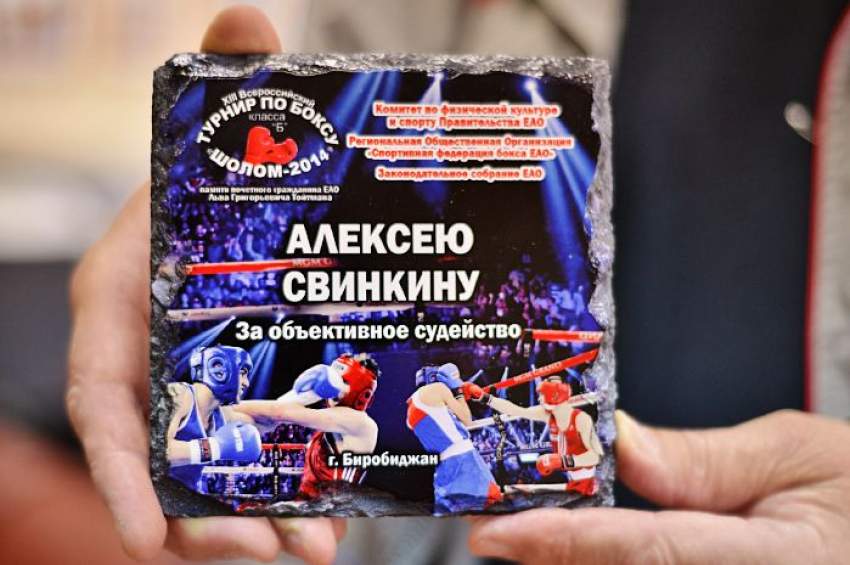 XIII Всероссийский
ТУРНИР ПО БОКСУ
класса
"Б"
"ШОЛОМ-2014"
памяти почетного гражданина ЕАО
Льва Григорьевича Тойтмана
Комитет по физической культуре
и спорту Правительства ЕАО
Региональная Общественная Организация
«Спортивная федерация бокса ЕАО»
Законодательное собрание ЕАО
АЛЕКСЕЮ
СВИНКИНУ
За объективное судейство
г. Биробиджан